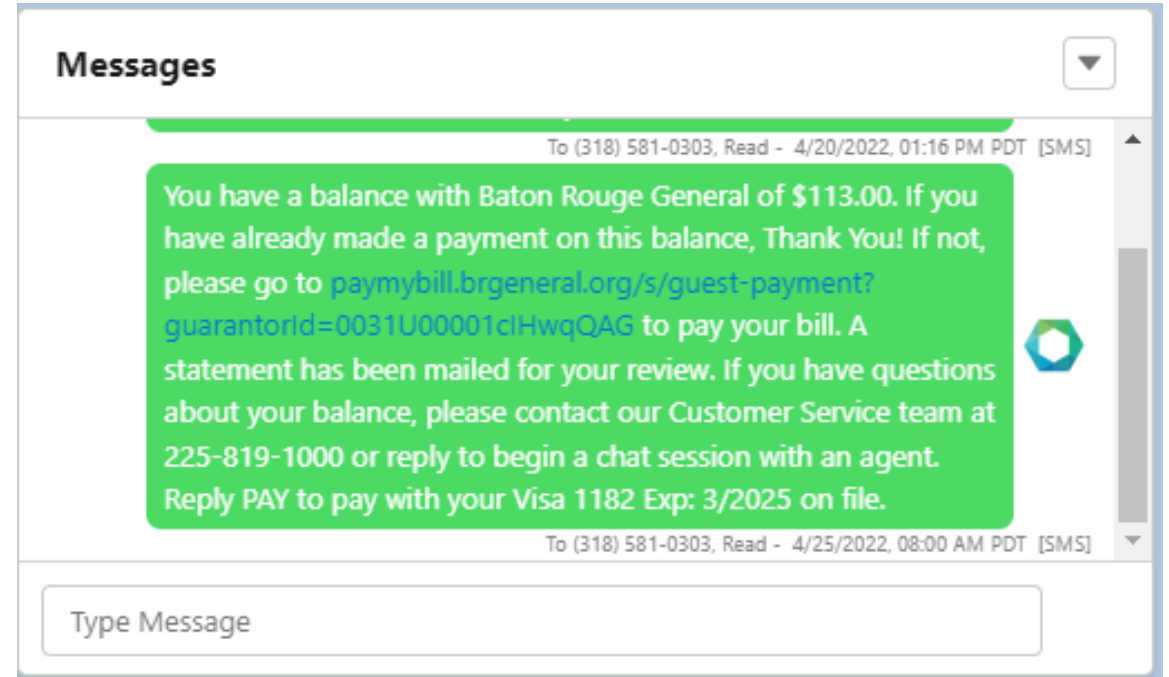 Messages
To (318) 581-0303, Read - 4/20/2022, 01:16 PM PDT [SMS]
You have a balance with Baton Rouge General of $113.00. If you
have already made a payment on this balance, Thank You! If not,
please go to paymybill.brgeneral.org/s/guest-payment?
guarantorId=0031U00001cIHwqQAG to pay your bill. A
statement has been mailed for your review. If you have questions
about your balance, please contact our Customer Service team at
225-819-1000 or reply to begin a chat session with an agent.
Reply PAY to pay with your Visa 1182 Exp: 3/2025 on file.
To (318) 581-0303, Read - 4/25/2022, 08:00 AM PDT [SMS]
Type Message